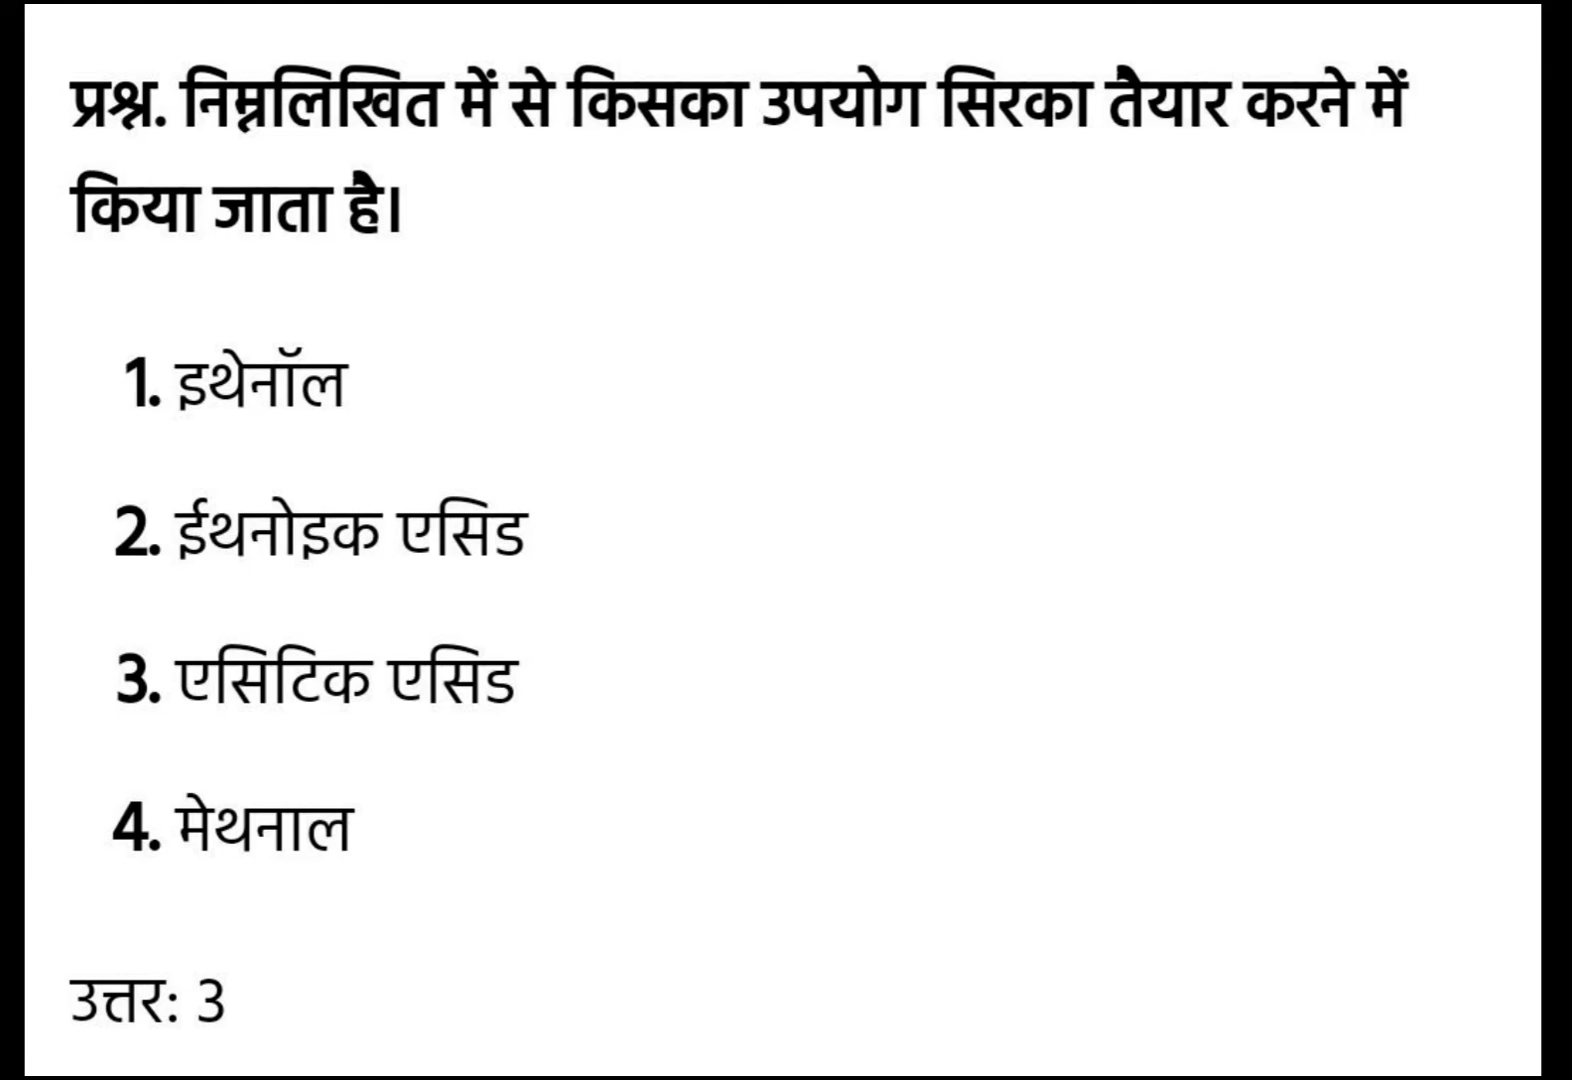 प्रश्न. निम्नलिखित में से किसका उपयोग सिरका तैयार करने में
किया जाता है।
1. इथेनॉल
2. ईथनोइक एसिड
3. एसिटिक एसिड
4. मेथनाल
उत्तर: 3